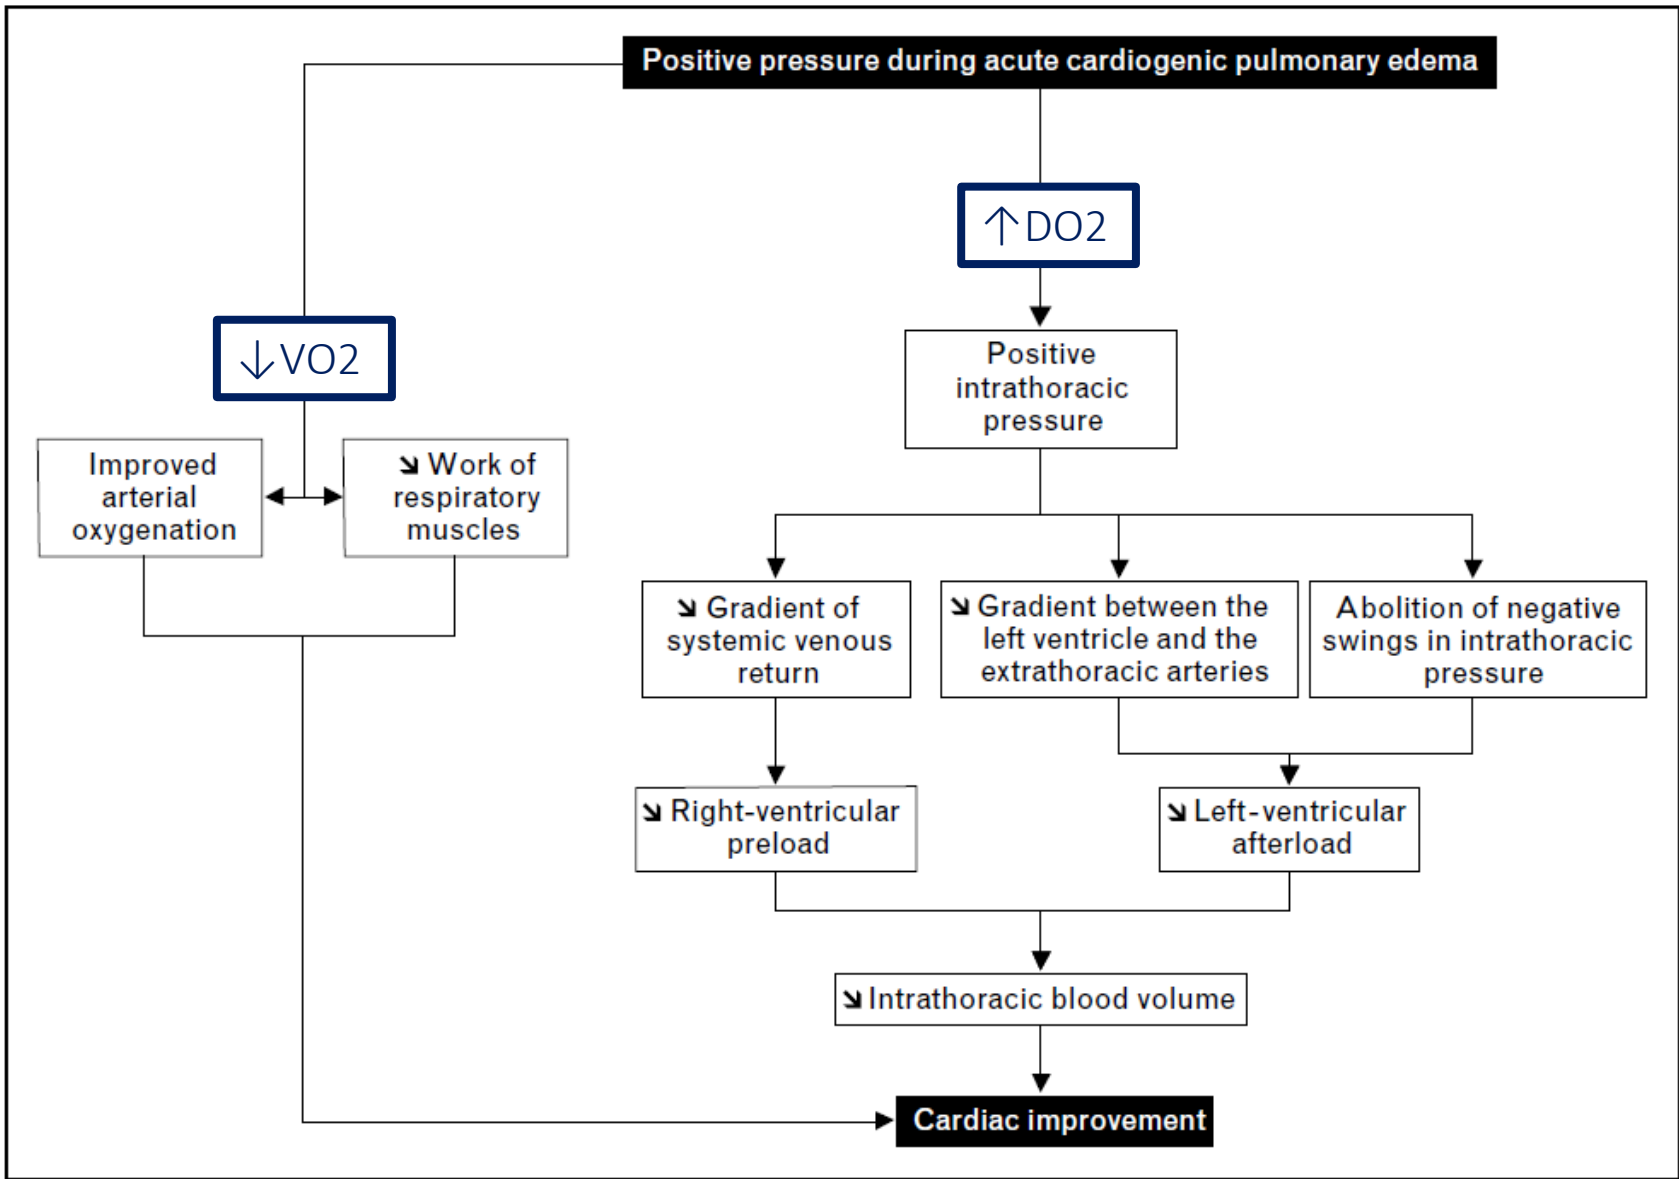 Positive pressure during acute cardiogenic pulmonary edema
↑DO2
↓VO2
Positive
intrathoracic
pressure
Improved
arterial
oxygenation
↘ Work of
respiratory
muscles
↘ Gradient of
systemic venous
return
↘ Gradient between the
left ventricle and the
extrathoracic arteries
Abolition of negative
swings in intrathoracic
pressure
↘ Right-ventricular
preload
↘ Left-ventricular
afterload
↘ Intrathoracic blood volume
Cardiac improvement